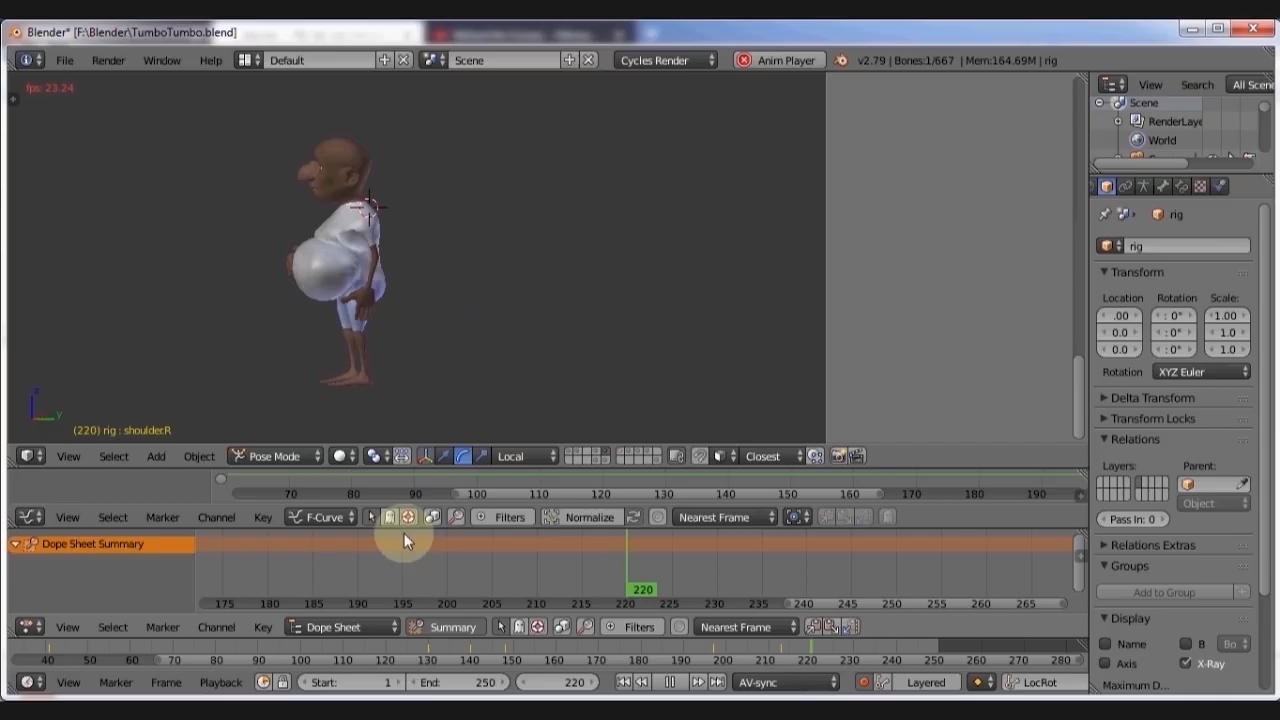 Blender* [F:\Blender\TumboTumbo.blend]
File Render Window Help Default Scene Cycles Render Anim Player v2.79 | Bones:1/667 | Mem:164.69M | rig
fps: 23.24
View Search All Scen
Scene
RenderLaye
World
rig
rig
Transform
Location Rotation Scale:
.00 : 0° 1.00
0.0 : 0° 1.0
0.0 : 0° 1.0
Rotation XYZ Euler
Delta Transform
Transform Locks
Relations
Layers: Parent:
Object
Pass In: 0
Relations Extras
Groups
Add to Group
Display
Name B Bo
Axis X-Ray
Maximum D...
z
y
(220) rig : shoulder.R
View Select Add Object Pose Mode Local Closest
70 80 90 100 110 120 130 140 150 160 170 180 190
View Select Marker Channel Key F-Curve Filters Normalize Nearest Frame
Dope Sheet Summary
220
175 180 185 190 195 200 205 210 215 220 225 230 235 240 245 250 255 260 265
View Select Marker Channel Key Dope Sheet Summary Filters Nearest Frame
40 50 60 70 80 90 100 110 120 130 140 150 160 170 180 190 200 210 220 230 240 250 260 270 280
View Marker Frame Playback Start: 1 End: 250 220 AV-sync Layered LocRot